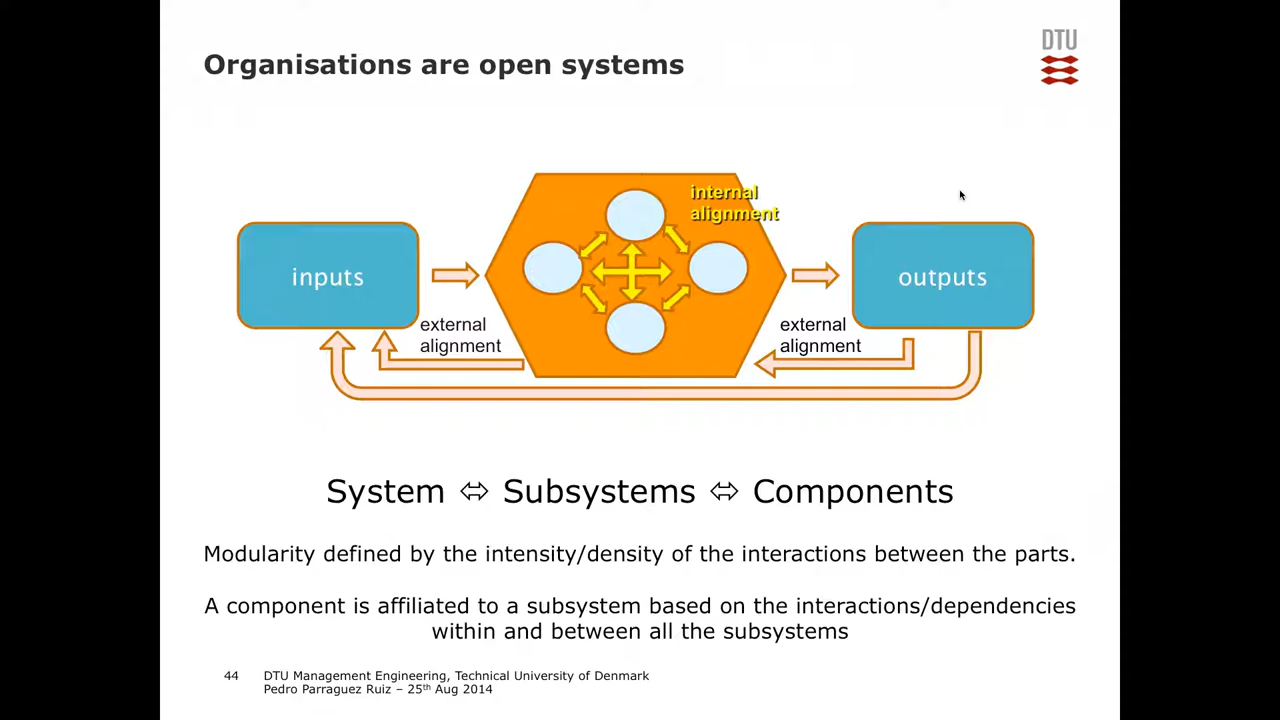 Organisations are open systems
DTU
internal
alignment
inputs
outputs
external
alignment
external
alignment
System ⇔ Subsystems ⇔ Components
Modularity defined by the intensity/density of the interactions between the parts.
A component is affiliated to a subsystem based on the interactions/dependencies
within and between all the subsystems
44 DTU Management Engineering, Technical University of Denmark
Pedro Parraguez Ruiz – 25th Aug 2014